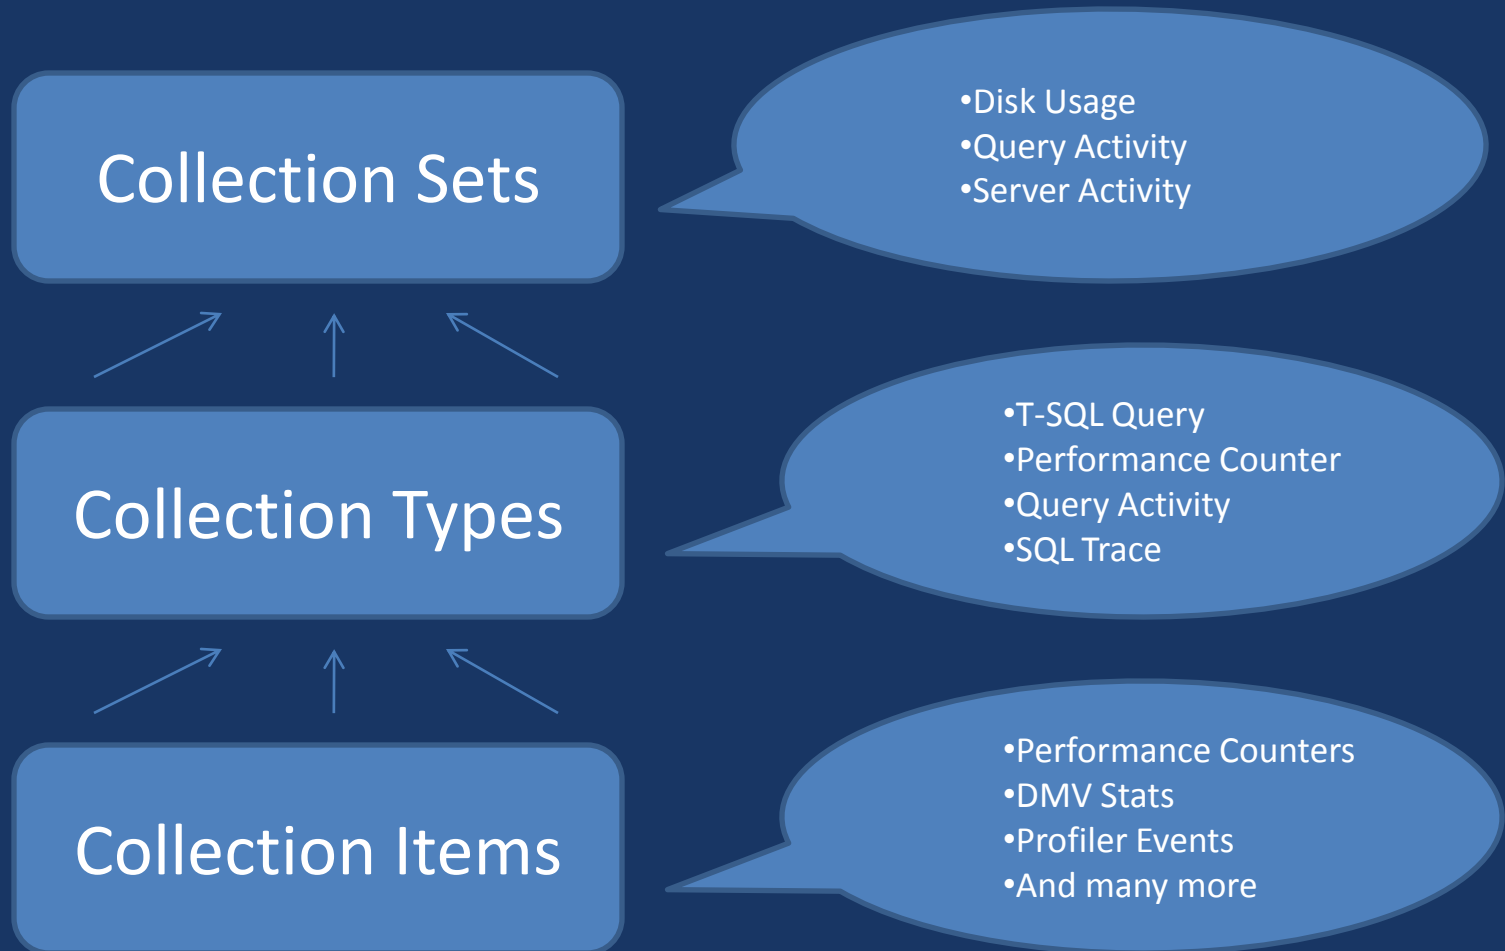 Collection Sets
•Disk Usage
•Query Activity
•Server Activity
Collection Types
•T-SQL Query
•Performance Counter
•Query Activity
•SQL Trace
Collection Items
•Performance Counters
•DMV Stats
•Profiler Events
•And many more